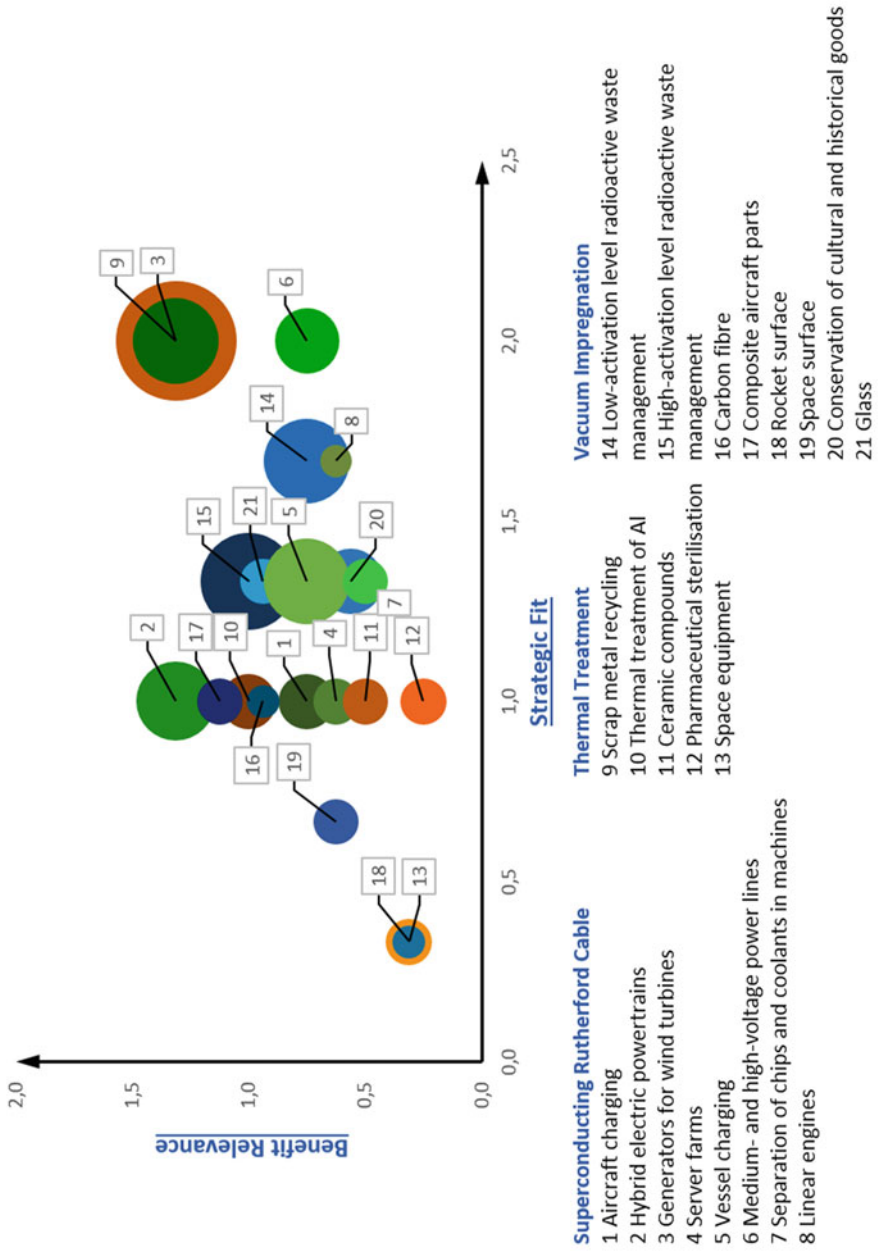 2,0
1,5
1,0
0,5
0,0
Benefit Relevance
0,0
0,5
1,0
1,5
2,0
2,5
Strategic Fit
9
3
6
14
8
15
21
5
20
7
2
17
10
1
4
11
12
16
19
18
13
Superconducting Rutherford Cable
1 Aircraft charging
2 Hybrid electric powertrains
3 Generators for wind turbines
4 Server farms
5 Vessel charging
6 Medium- and high-voltage power lines
7 Separation of chips and coolants in machines
8 Linear engines
Thermal Treatment
9 Scrap metal recycling
10 Thermal treatment of Al
11 Ceramic compounds
12 Pharmaceutical sterilisation
13 Space equipment
Vacuum Impregnation
14 Low-activation level radioactive waste
management
15 High-activation level radioactive waste
management
16 Carbon fibre
17 Composite aircraft parts
18 Rocket surface
19 Space surface
20 Conservation of cultural and historical goods
21 Glass